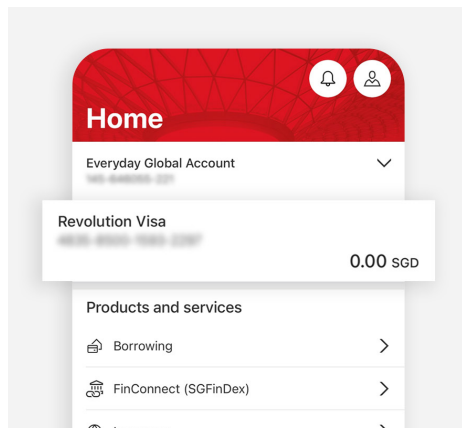 Home
Everyday Global Account
Revolution Visa
0.00 SGD
Products and services
Borrowing
FinConnect (SGFinDex)